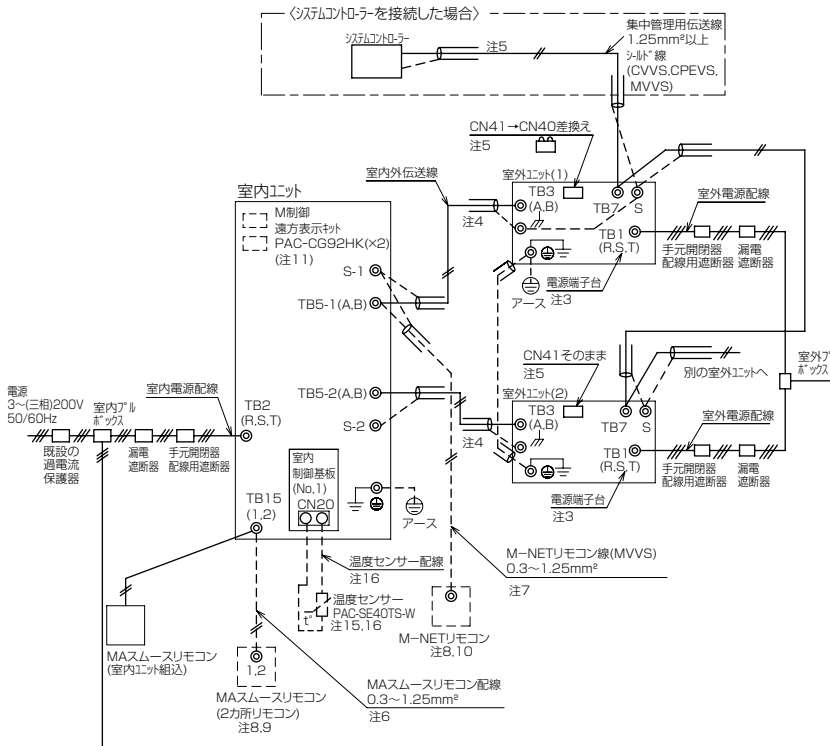 〈システムコントローラーを接続した場合〉
システムコントローラー
注5
集中管理用伝送線
1.25mm²以上
シールド線
(CVVS,CPEVS,
MVVS)
CN41→CN40差換え
注5
室内外伝送線
室外ユニット(1)
TB3
(A,B)
TB7
S
室外電源配線
注4
TB1
(R,S,T)
手元開閉器
配線用遮断器
漏電
遮断器
アース
電源端子台
注3
室内ユニット
M制御
遠方表示キット
PAC-CG92HK(×2)
(注11)
S-1
TB5-1(A,B)
TB5-2(A,B)
S-2
CN41そのまま
注5
別の室外ユニットへ
室外プ
ボックス
室外ユニット(2)
TB3
(A,B)
TB7
S
室外電源配線
注4
TB1
(R,S,T)
手元開閉器
配線用遮断器
漏電
遮断器
電源端子台
注3
電源
3~(三相)200V
50/60Hz
室内プル
ボックス
室内電源配線
TB2
(R,S,T)
既設の
過電流
保護器
漏電
遮断器
手元開閉器
配線用遮断器
室内
制御基板
(No,1)
CN20
TB15
(1,2)
アース
温度センサー配線
注16
M-NETリモコン線(MVVS)
0.3~1.25mm²
注7
t°
温度センサー
PAC-SE40TS-W
注15,16
M-NETリモコン
注8,10
MAスムースリモコン
(室内ユニット組込)
1,2
MAスムースリモコン
(2カ所リモコン)
注8,9
MAスムースリモコン配線
0.3~1.25mm²
注6